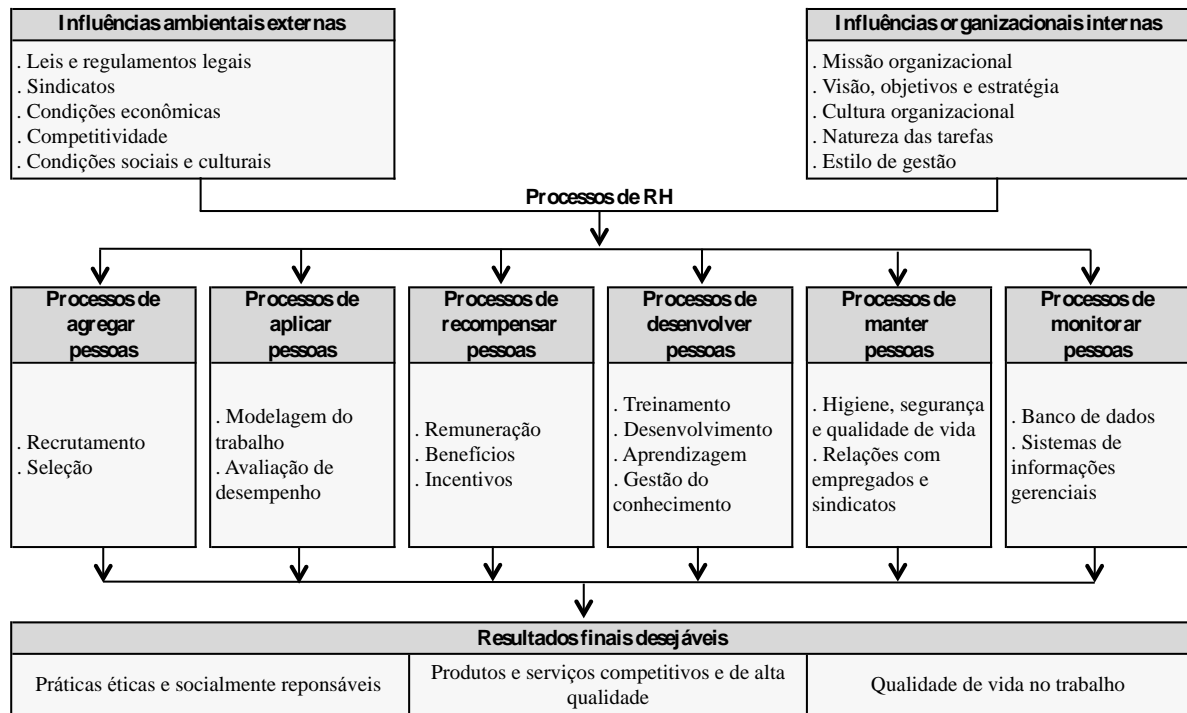 Influências ambientais externas
. Leis e regulamentos legais
. Sindicatos
. Condições econômicas
. Competitividade
. Condições sociais e culturais
Influências organizacionais internas
. Missão organizacional
. Visão, objetivos e estratégia
. Cultura organizacional
. Natureza das tarefas
. Estilo de gestão
Processos de RH
Processos de
agregar
pessoas
. Recrutamento
. Seleção
Processos de
aplicar
pessoas
. Modelagem do
trabalho
. Avaliação de
desempenho
Processos de
recompensar
pessoas
. Remuneração
. Benefícios
. Incentivos
Processos de
desenvolver
pessoas
. Treinamento
. Desenvolvimento
. Aprendizagem
. Gestão do
conhecimento
Processos de
manter
pessoas
. Higiene, segurança
e qualidade de vida
. Relações com
empregados e
sindicatos
Processos de
monitorar
pessoas
. Banco de dados
. Sistemas de
informações
gerenciais
Resultados finais desejáveis
Práticas éticas e socialmente reponsáveis
Produtos e serviços competitivos e de alta
qualidade
Qualidade de vida no trabalho